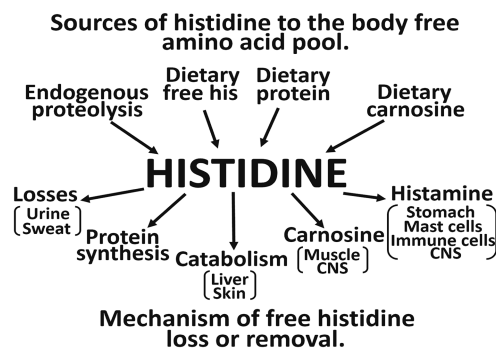 Sources of histidine to the body free
amino acid pool.
Endogenous
proteolysis
Dietary
free his
Dietary
protein
Dietary
carnosine
HISTIDINE
Losses
Urine
Sweat
Protein
synthesis
Catabolism
Liver
Skin
Carnosine
Muscle
CNS
Histamine
Stomach
Mast cells
Immune cells
CNS
Mechanism of free histidine
loss or removal.